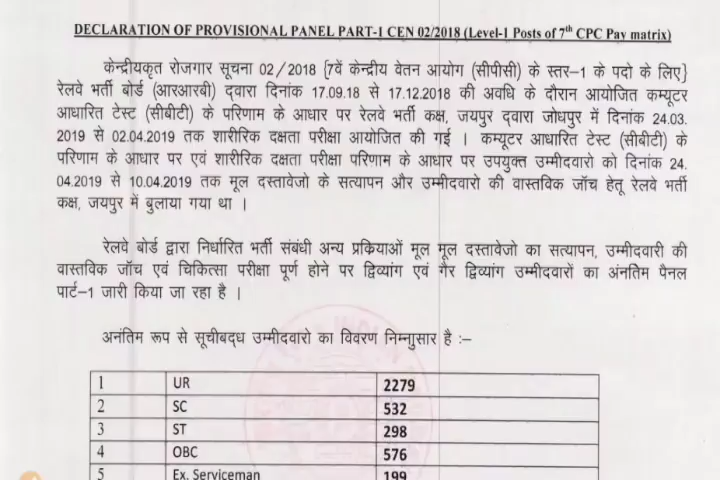 DECLARATION OF PROVISIONAL PANEL PART-1 CEN 02/2018 (Level-1 Posts of 7th CPC Pay matrix)
केन्द्रीयकृत रोजगार सूचना 02/2018 {7वें केन्द्रीय वेतन आयोग (सीपीसी) के स्तर–1 के पदो के लिए}
रेलवे भर्ती बोर्ड (आरआरबी) द्वारा दिनांक 17.09.18 से 17.12.2018 की अवधि के दौरान आयोजित कम्यूटर
आधारित टेस्ट (सीबीटी) के परिणाम के आधार पर रेलवे भर्ती कक्ष, जयपुर द्वारा जोधपुर में दिनांक 24.03.
2019 से 02.04.2019 तक शारीरिक दक्षता परीक्षा आयोजित की गई । कम्यूटर आधारित टेस्ट (सीबीटी) के
परिणाम के आधार पर एवं शारीरिक दक्षता परीक्षा परिणाम के आधार पर उपयुक्त उम्मीदवारो को दिनांक 24.
04.2019 से 10.04.2019 तक मूल दस्तावेजो के सत्यापन और उम्मीदवारो की वास्तविक जॉच हेतू रेलवे भर्ती
कक्ष, जयपुर में बुलाया गया था ।
रेलवे बोर्ड द्वारा निर्धारित भर्ती संबंधी अन्य प्रकियाओं मूल मूल दस्तावेजो का सत्यापन, उम्मीदवारी की
वास्तविक जॉच एवं चिकित्सा परीक्षा पूर्ण होने पर द्विव्यांग एवं गैर द्विव्यांग उम्मीदवारों का अंनतिम पैनल
पार्ट–1 जारी किया जा रहा है ।
अनंतिम रूप से सूचीबद्ध उम्मीदवारो का विवरण निम्नाुसार है :–
1 UR 2279
2 SC 532
3 ST 298
4 OBC 576
5 Ex. Serviceman 199